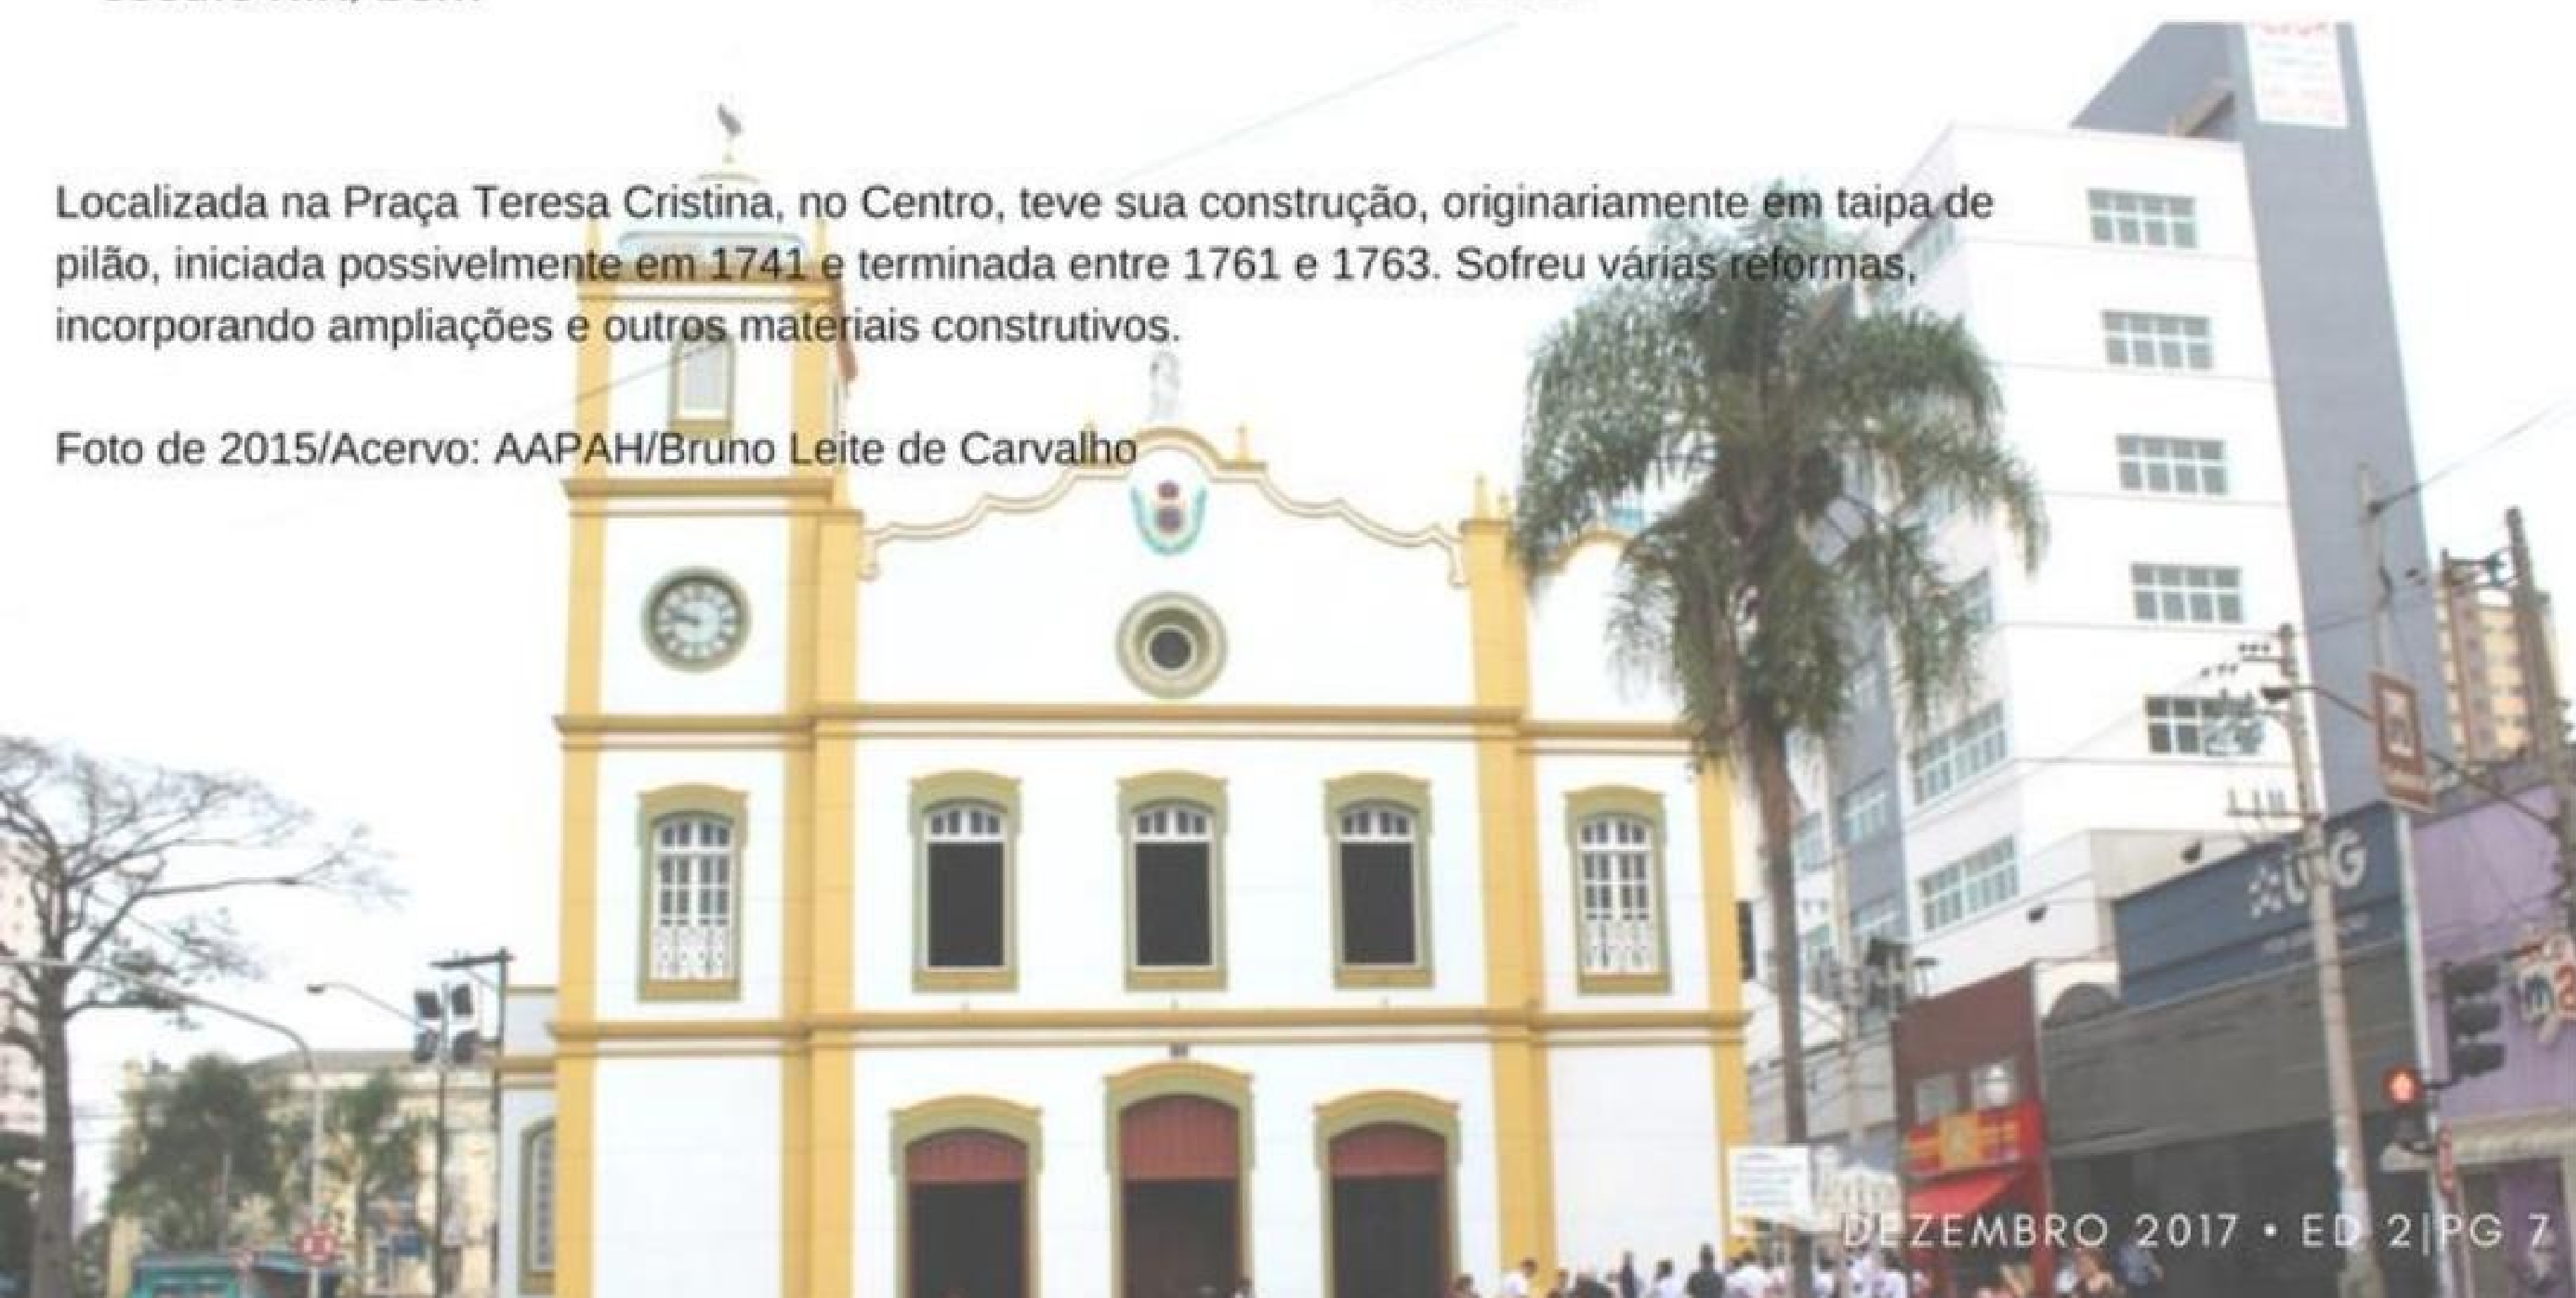 Localizada na Praça Teresa Cristina, no Centro, teve sua construção, originariamente em taipa de
pilão, iniciada possivelmente em 1741 e terminada entre 1761 e 1763. Sofreu várias reformas,
incorporando ampliações e outros materiais construtivos.
Foto de 2015/Acervo: AAPAH/Bruno Leite de Carvalho
UNG
DEZEMBRO 2017 • ED 2|PG 7